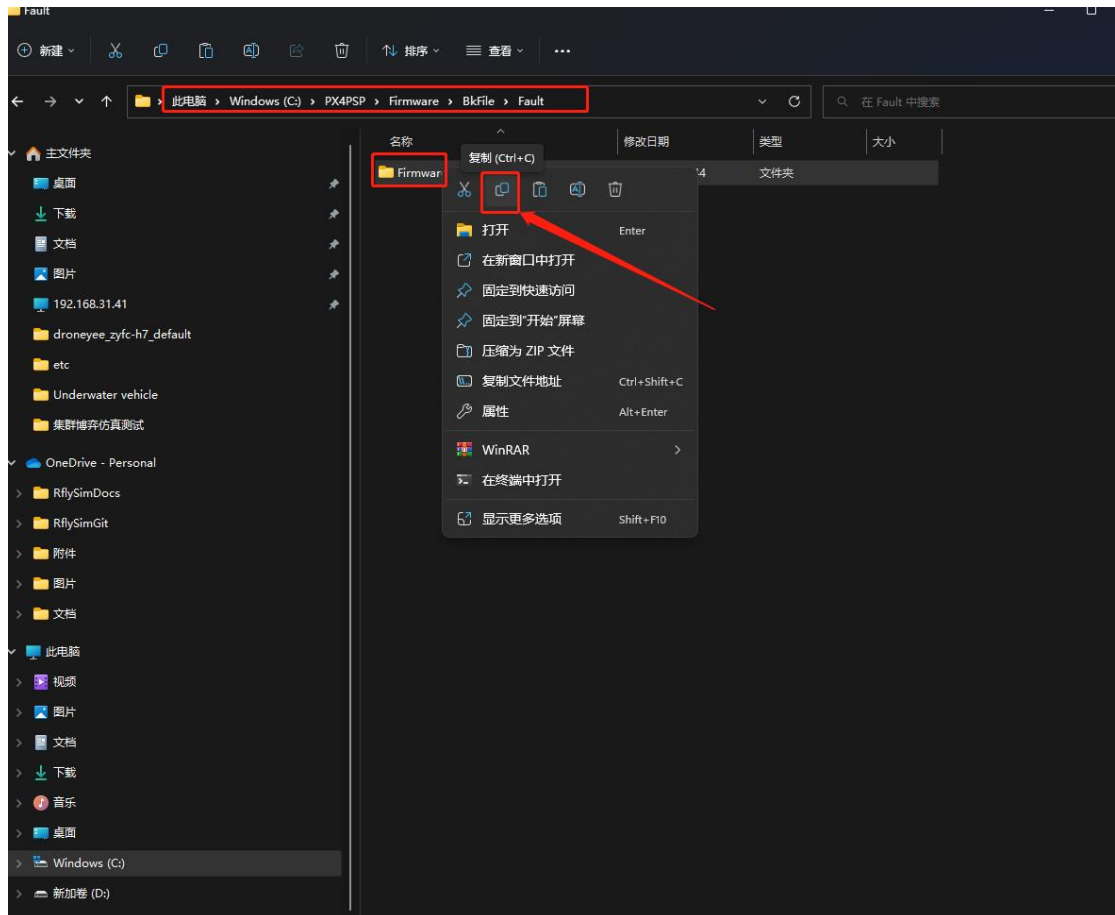 Fault
新建
排序
查看
此电脑 > Windows (C:) > PX4PSP > Firmware > BkFile > Fault
在 Fault 中搜索
名称
修改日期
类型
大小
复制 (Ctrl+C)
Firmwar
文件夹
打开 Enter
在新窗口中打开
固定到快速访问
固定到"开始"屏幕
压缩为 ZIP 文件
复制文件地址 Ctrl+Shift+C
属性 Alt+Enter
WinRAR
在终端中打开
显示更多选项 Shift+F10
主文件夹
桌面
下载
文档
图片
192.168.31.41
droneyee_zyfc-h7_default
etc
Underwater vehicle
集群博弈仿真测试
OneDrive - Personal
RflySimDocs
RflySimGit
附件
图片
文档
此电脑
视频
图片
文档
下载
音乐
桌面
Windows (C:)
新加卷 (D:)